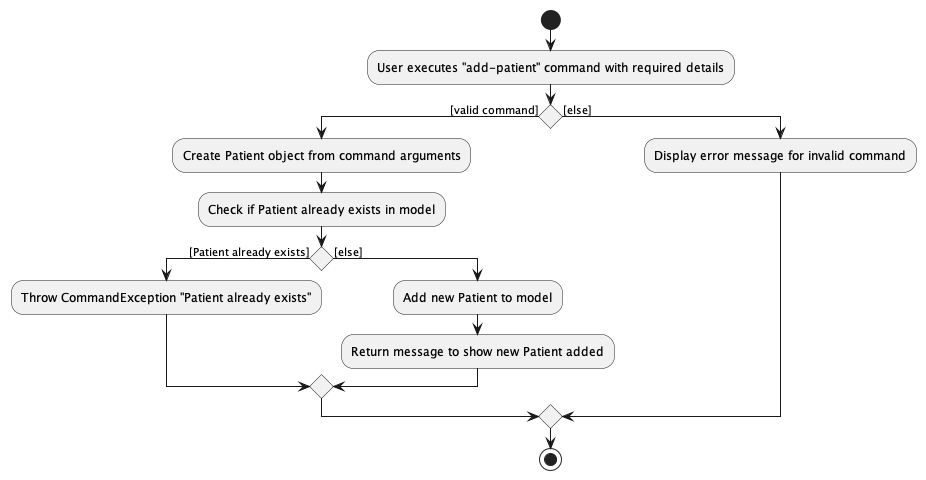 User executes "add-patient" command with required details
[valid command]
[else]
Create Patient object from command arguments
Display error message for invalid command
Check if Patient already exists in model
[Patient already exists]
[else]
Throw CommandException "Patient already exists"
Add new Patient to model
Return message to show new Patient added